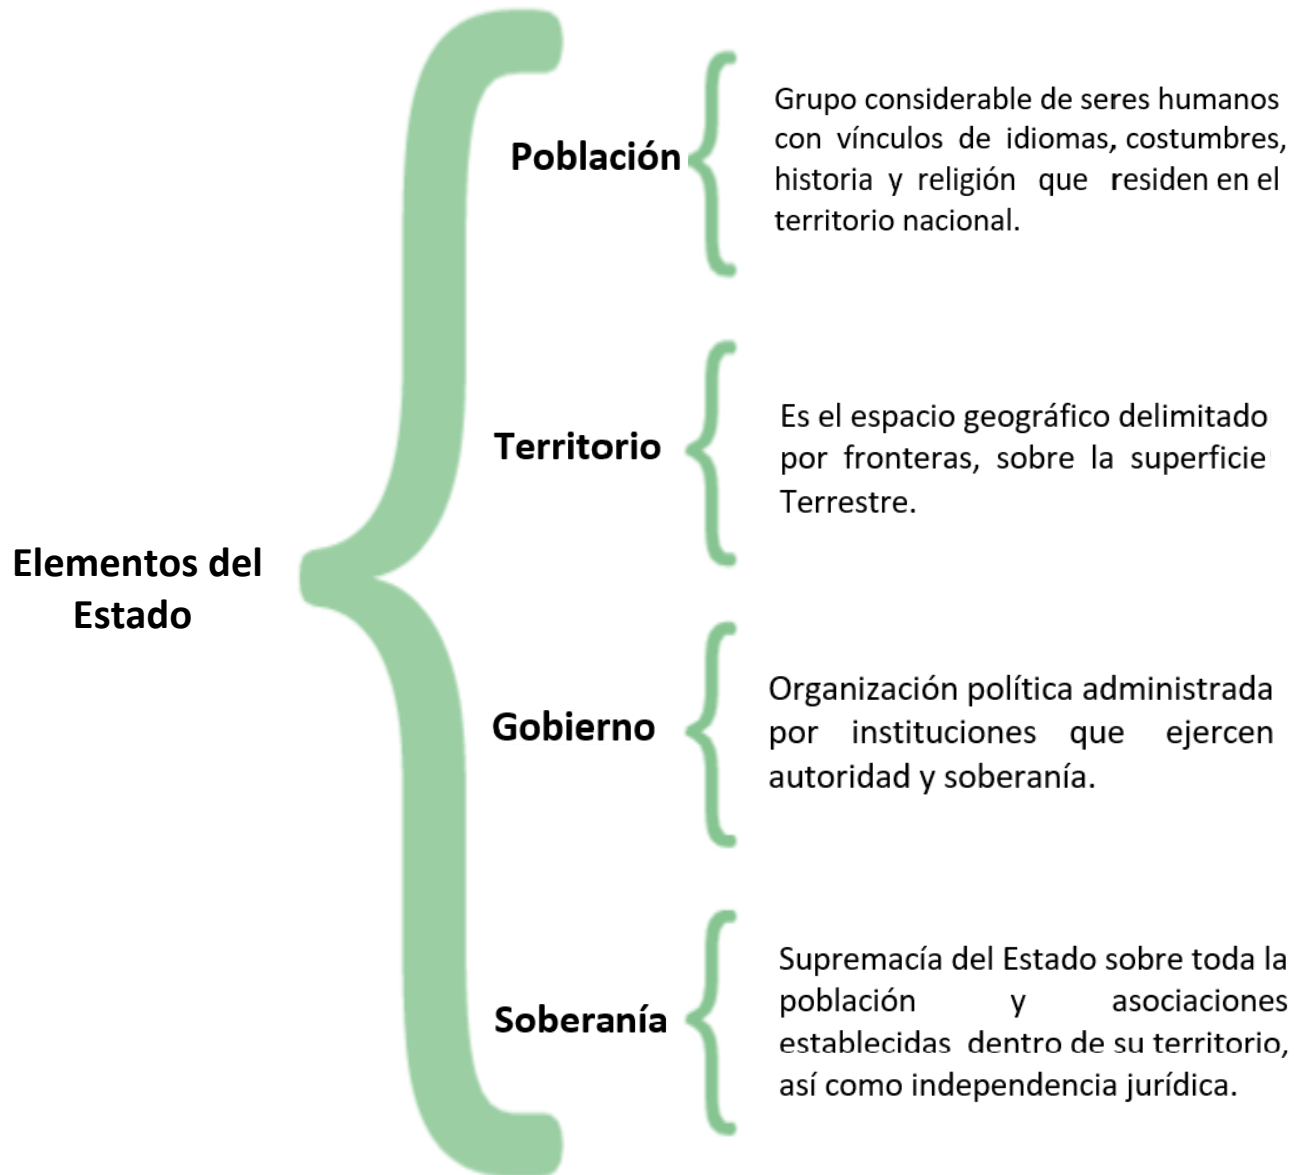 Elementos del
Estado
Población
Grupo considerable de seres humanos
con vínculos de idiomas, costumbres,
historia y religión que residen en el
territorio nacional.
Territorio
Es el espacio geográfico delimitado
por fronteras, sobre la superficie
Terrestre.
Gobierno
Organización política administrada
por instituciones que ejercen
autoridad y soberanía.
Soberanía
Supremacía del Estado sobre toda la
población y asociaciones
establecidas dentro de su territorio,
así como independencia jurídica.